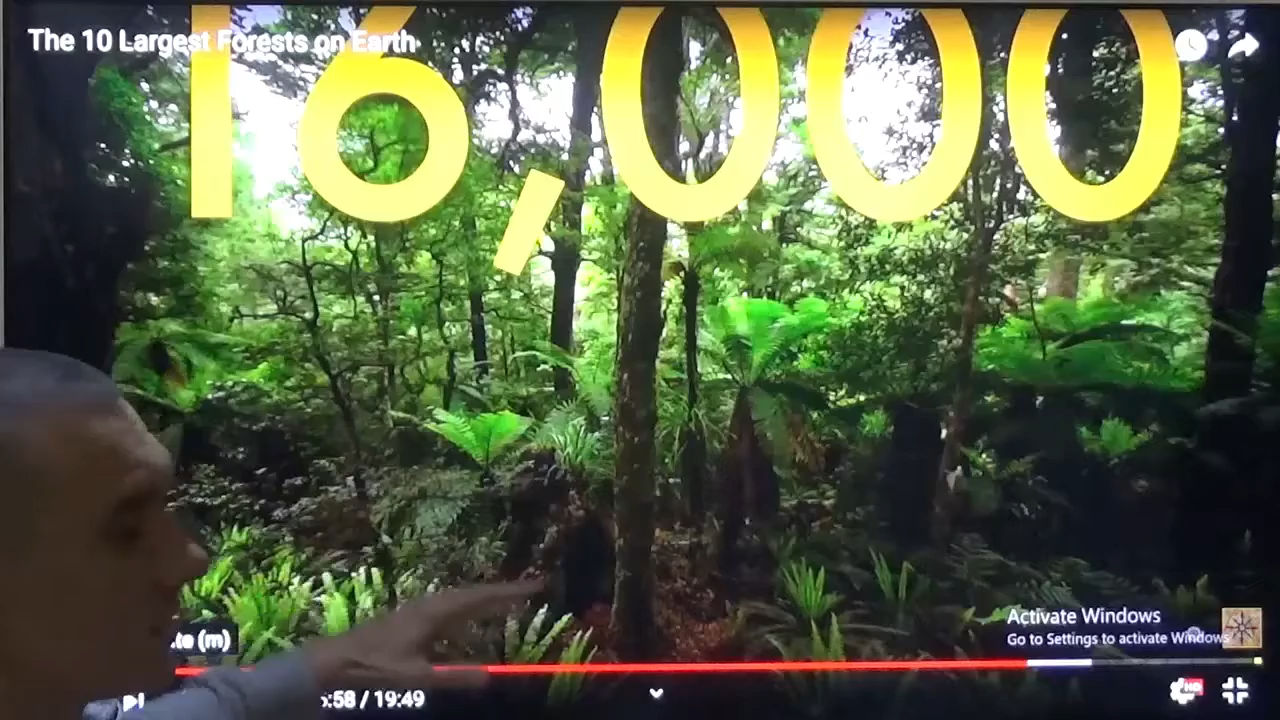 The 10 Largest Forests on Earth
16,000
Activate Windows
Go to Settings to activate Windows
(m)
:58 / 19:49
HD